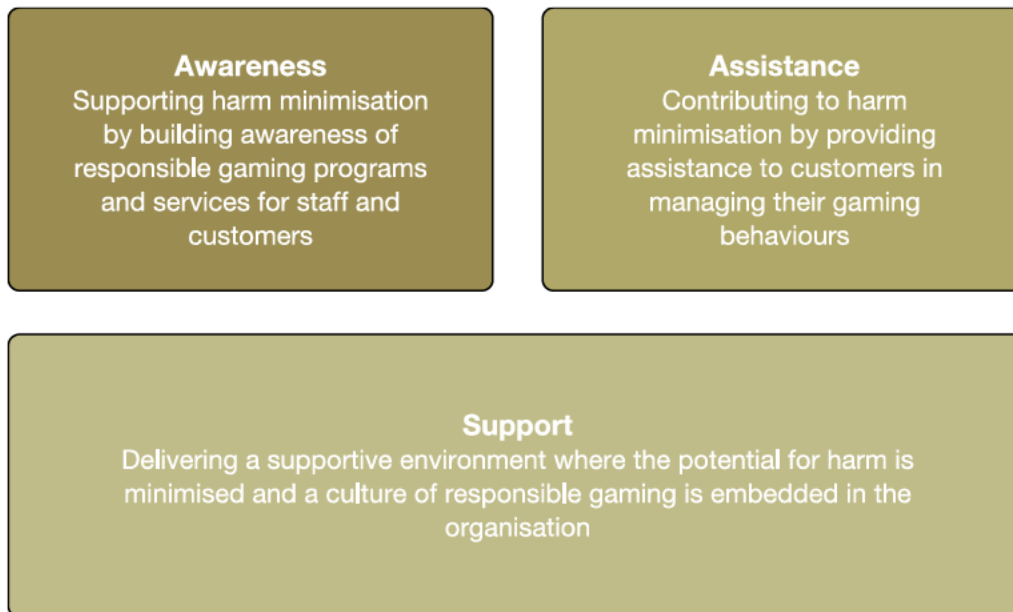 Awareness
Supporting harm minimisation
by building awareness of
responsible gaming programs
and services for staff and
customers
Assistance
Contributing to harm
minimisation by providing
assistance to customers in
managing their gaming
behaviours
Support
Delivering a supportive environment where the potential for harm is
minimised and a culture of responsible gaming is embedded in the
organisation